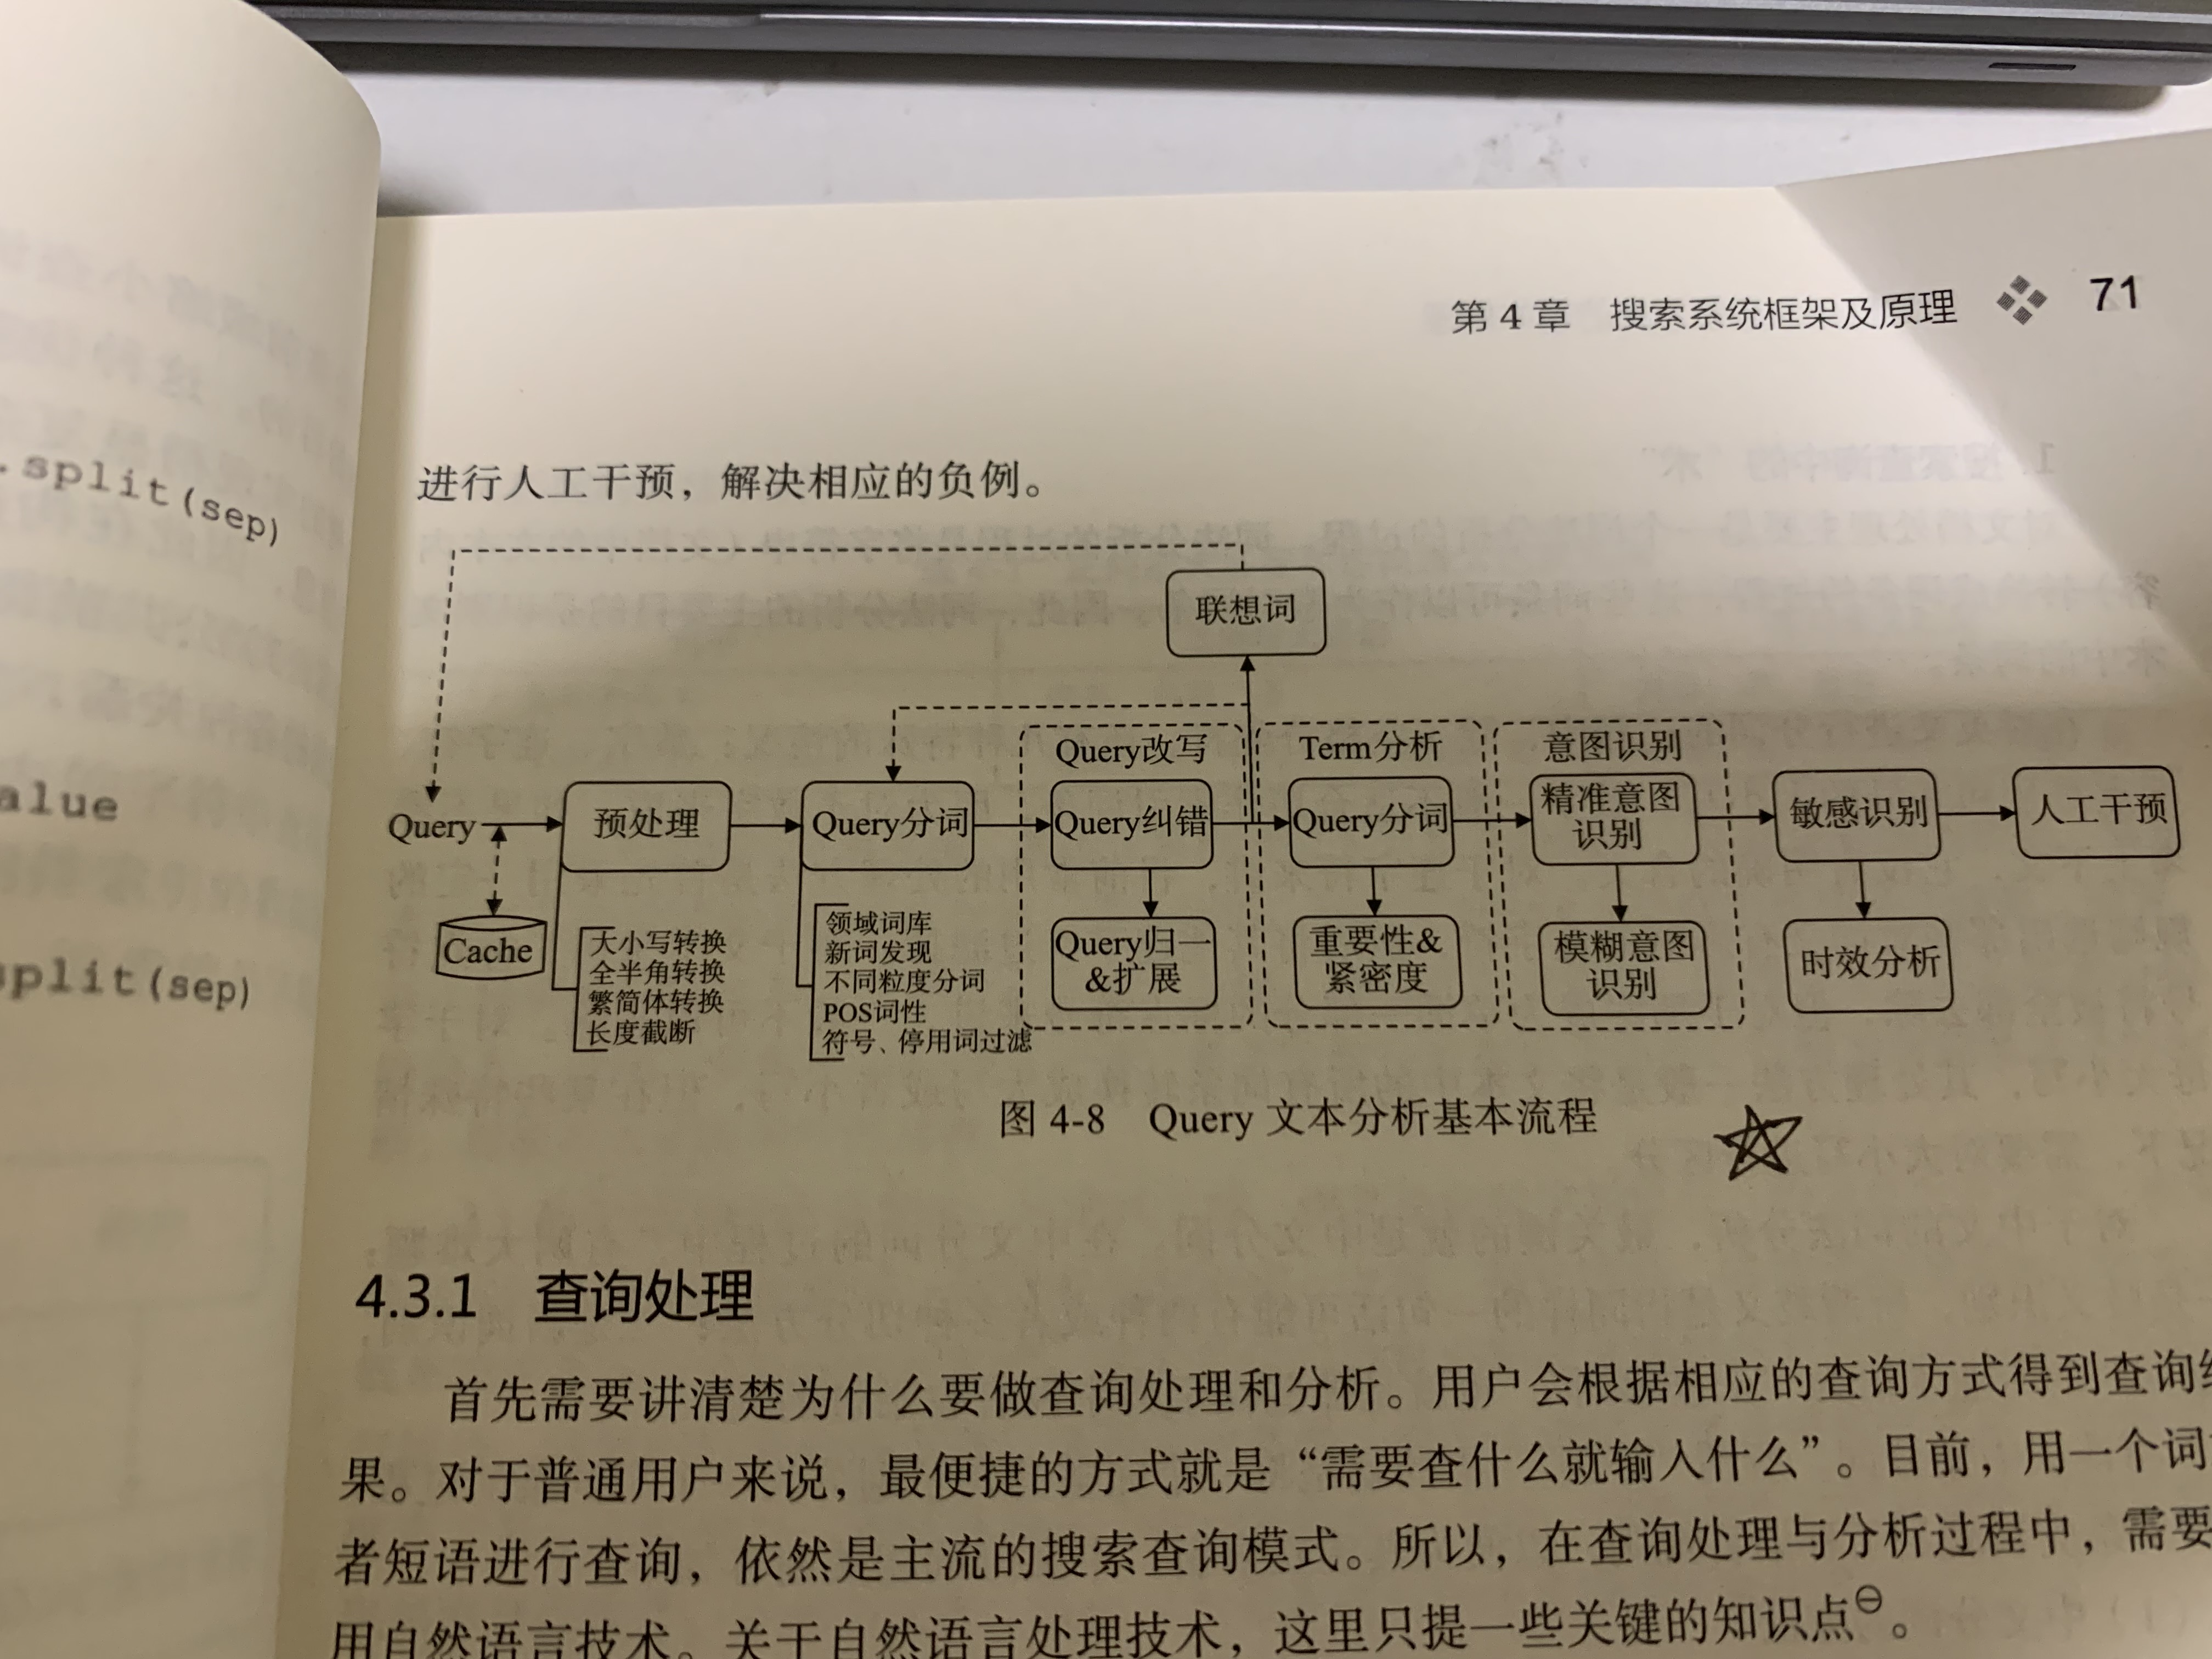 .split(sep)
alue
plit(sep)
第 4 章 搜索系统框架及原理 ❖ 71
进行人工干预，解决相应的负例。
联想词
Query改写
Term分析
意图识别
Query
预处理
Query分词
Query纠错
Query分词
精准意图
识别
敏感识别
人工干预
Cache
大小写转换
全半角转换
繁简体转换
长度截断
领域词库
新词发现
不同粒度分词
POS词性
符号、停用词过滤
Query归一
&扩展
重要性&
紧密度
模糊意图
识别
时效分析
图 4-8 Query 文本分析基本流程
4.3.1 查询处理
首先需要讲清楚为什么要做查询处理和分析。用户会根据相应的查询方式得到查询结
果。对于普通用户来说，最便捷的方式就是“需要查什么就输入什么”。目前，用一个词
者短语进行查询，依然是主流的搜索查询模式。所以，在查询处理与分析过程中，需要
用自然语言技术。关于自然语言处理技术，这里只提一些关键的知识点㊀。